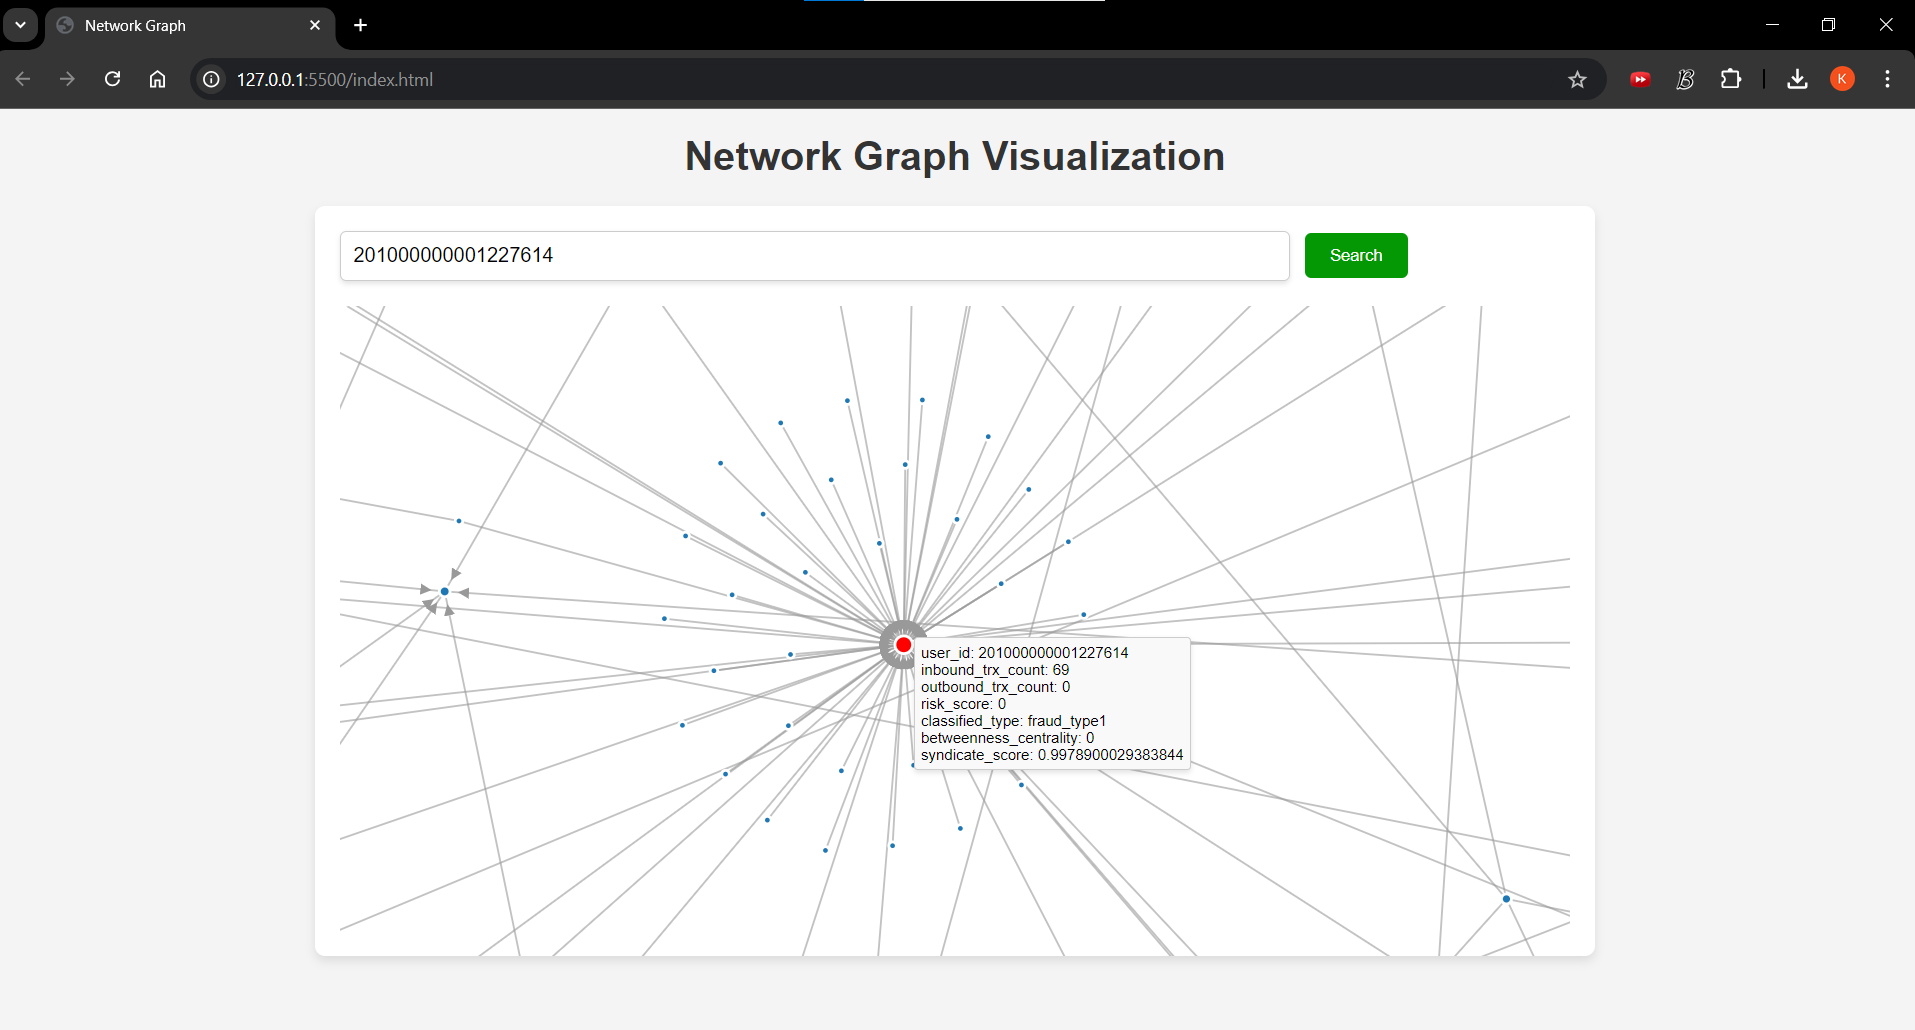 Network Graph
127.0.0.1:5500/index.html
K
Network Graph Visualization
201000000001227614
Search
user_id: 201000000001227614
inbound_trx_count: 69
outbound_trx_count: 0
risk_score: 0
classified_type: fraud_type1
betweenness_centrality: 0
syndicate_score: 0.9978900029383844